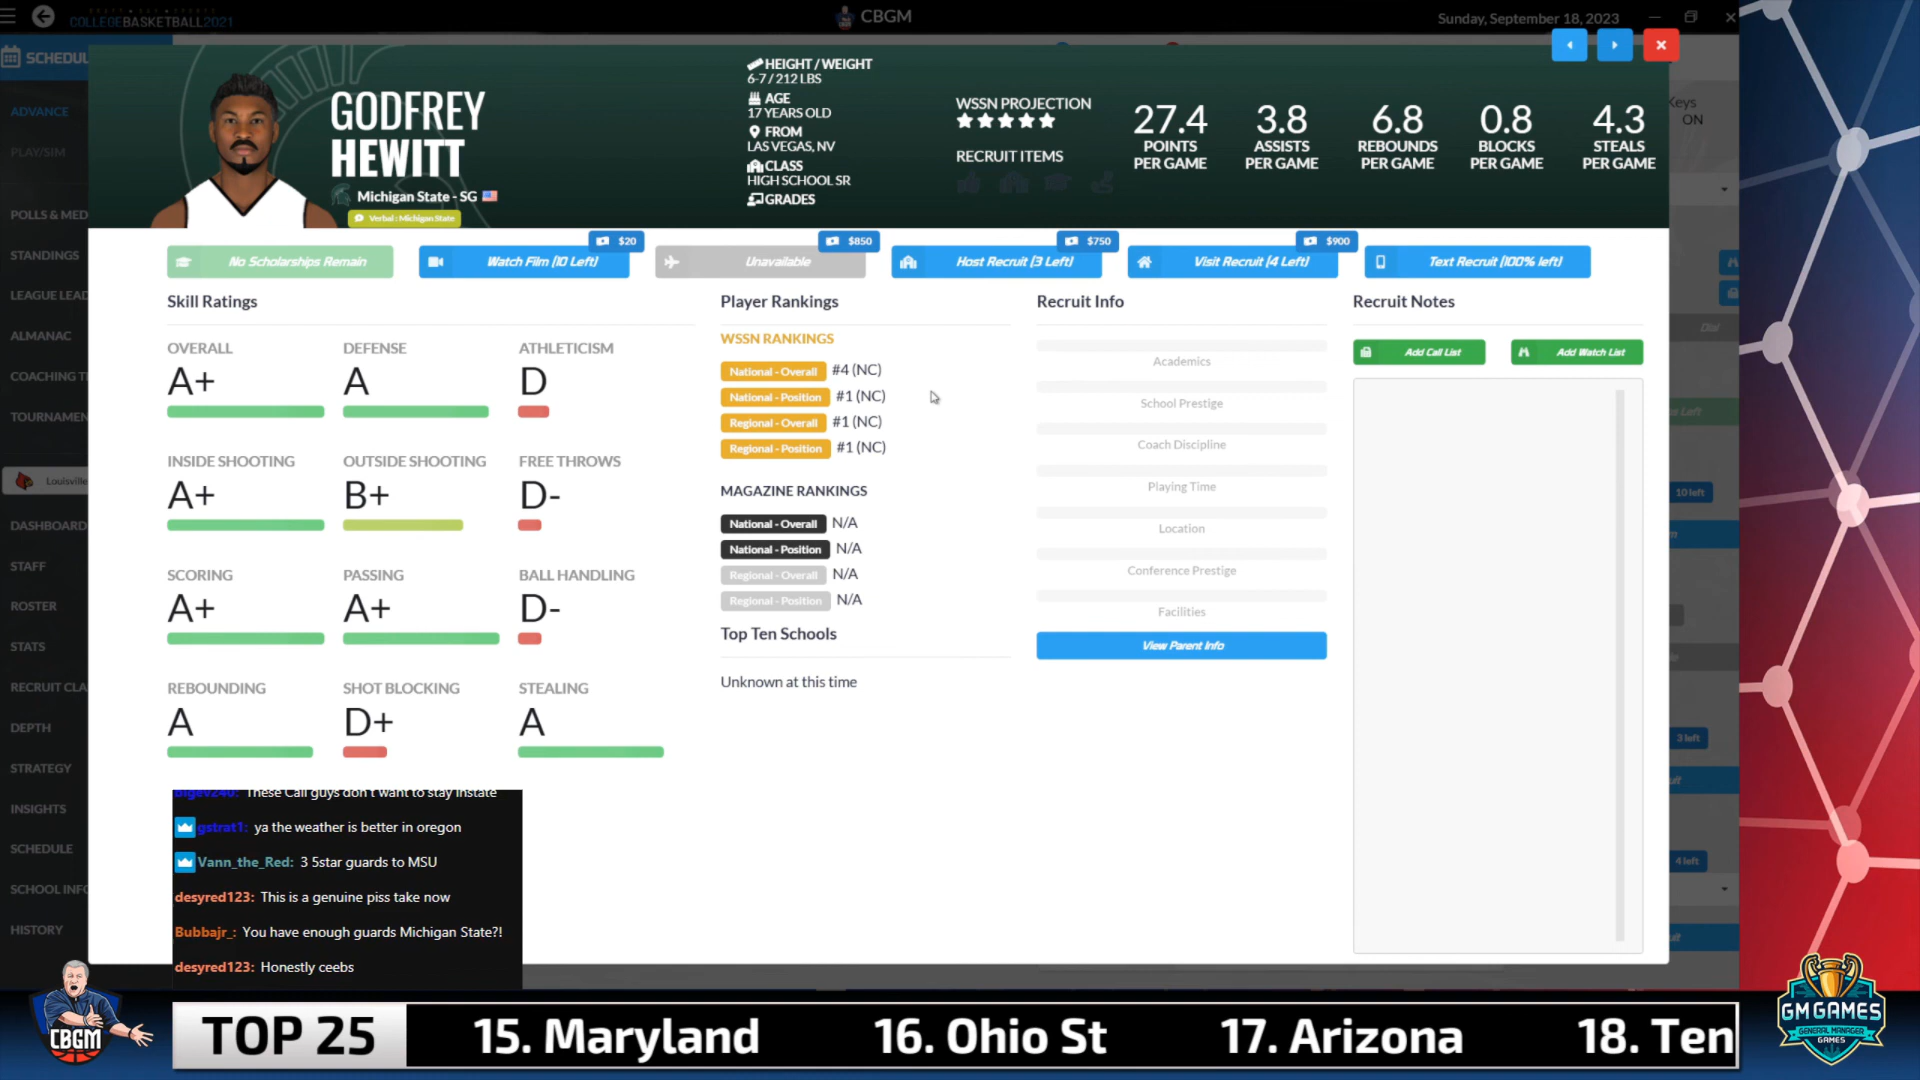 COLLEGEBASKETBALL2021
CBGM
Sunday, September 18, 2023
SCHEDUL
ADVANCE
PLAY/SIM
POLLS & MED
STANDINGS
LEAGUE LEAD
ALMANAC
COACHING T
TOURNAMEN
Louisville
DASHBOARD
STAFF
ROSTER
STATS
RECRUIT CLA
DEPTH
STRATEGY
INSIGHTS
SCHEDULE
SCHOOL INFO
HISTORY
GODFREY
HEWITT
Michigan State - SG
Verbal : Michigan State
HEIGHT / WEIGHT
6-7 / 212 LBS
AGE
17 YEARS OLD
FROM
LAS VEGAS, NV
CLASS
HIGH SCHOOL SR
GRADES
WSSN PROJECTION
RECRUIT ITEMS
27.4
POINTS
PER GAME
3.8
ASSISTS
PER GAME
6.8
REBOUNDS
PER GAME
0.8
BLOCKS
PER GAME
4.3
STEALS
PER GAME
Keys
ON
$20
$850
$750
$900
No Scholarships Remain
Watch Film (10 Left)
Unavailable
Host Recruit (3 Left)
Visit Recruit (4 Left)
Text Recruit (100% left)
Skill Ratings
OVERALL
A+
DEFENSE
A
ATHLETICISM
D
INSIDE SHOOTING
A+
OUTSIDE SHOOTING
B+
FREE THROWS
D-
SCORING
A+
PASSING
A+
BALL HANDLING
D-
REBOUNDING
A
SHOT BLOCKING
D+
STEALING
A
Player Rankings
WSSN RANKINGS
National - Overall #4 (NC)
National - Position #1 (NC)
Regional - Overall #1 (NC)
Regional - Position #1 (NC)
MAGAZINE RANKINGS
National - Overall N/A
National - Position N/A
Regional - Overall N/A
Regional - Position N/A
Top Ten Schools
Unknown at this time
Recruit Info
Academics
School Prestige
Coach Discipline
Playing Time
Location
Conference Prestige
Facilities
View Parent Info
Recruit Notes
Add Call List
Add Watch List
Dial
10 left
3 left
4 left
bigev240: These Cali guys don't want to stay instate
gstrat1: ya the weather is better in oregon
Vann_the_Red: 3 5star guards to MSU
desyred123: This is a genuine piss take now
Bubbajr_: You have enough guards Michigan State?!
desyred123: Honestly ceebs
CBGM
TOP 25
15. Maryland
16. Ohio St
17. Arizona
18. Ten
GM GAMES
GENERAL MANAGER
GAMES